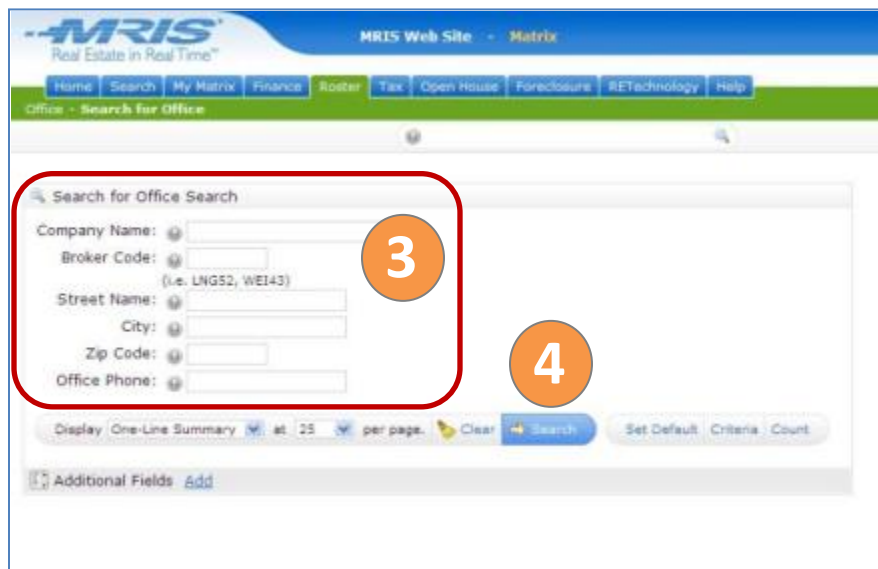 MRIS
Real Estate in Real Time™
MRIS Web Site - Matrix
Home Search My Matrix Finance Roster Tax Open House Foreclosure RETechnology Help
Office - Search for Office
Search for Office Search
Company Name:
Broker Code:
(i.e. LNG52, WEI43)
Street Name:
City:
Zip Code:
Office Phone:
3
4
Display One-Line Summary at 25 per page. Clear Search Set Default Criteria Count
Additional Fields Add